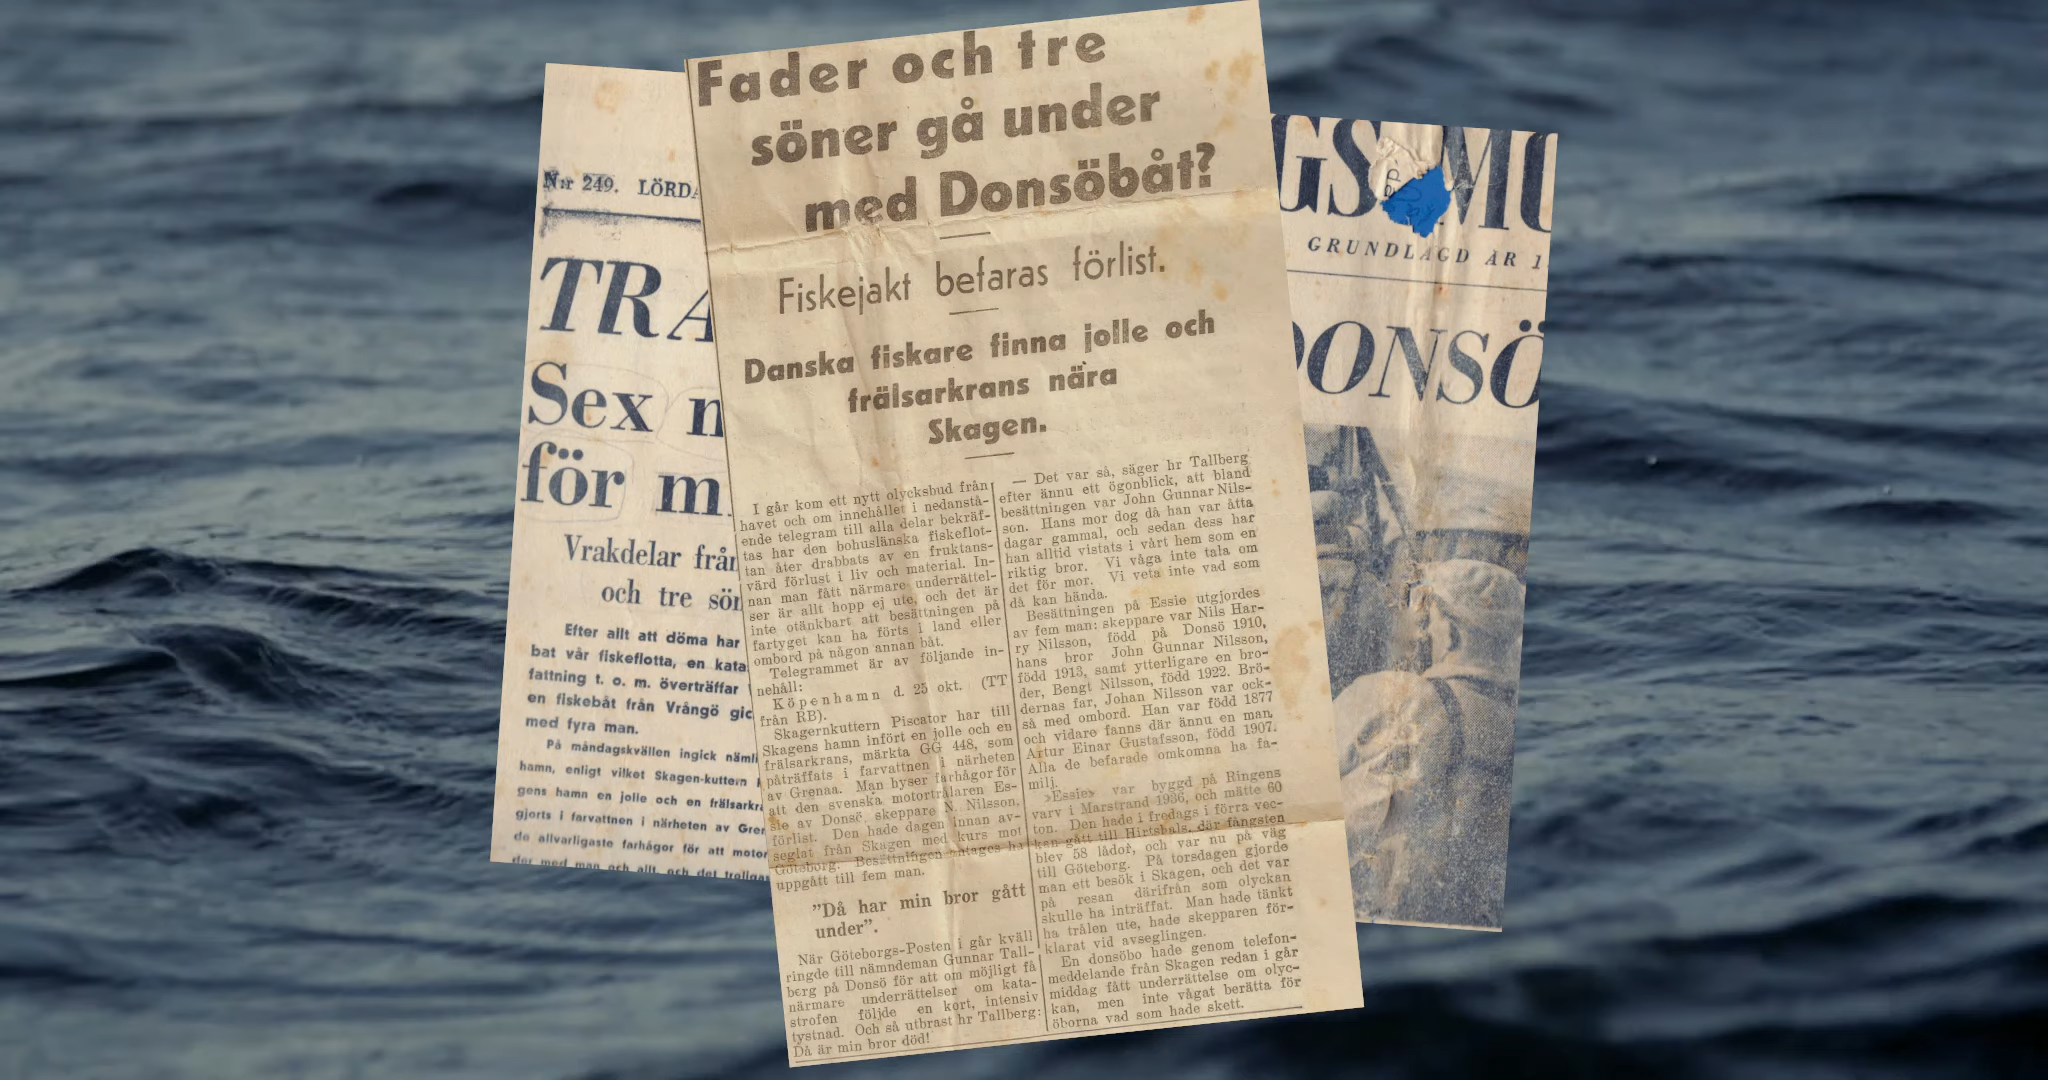 Fader och tre
söner gå under
med Donsöbåt?
Fiskejakt befaras förlist.
Danska fiskare finna jolle och
frälsarkrans nära
Skagen.
I går kom ett nytt olycksbud från
havet och om innehållet i nedanstå-
ende telegram till alla delar bekräf-
tas har den bohuslänska fiskeflot-
tan åter drabbats av en fruktans-
värd förlust i liv och material. In-
nan man fått närmare underrättel-
ser är allt hopp ej ute, och det är
inte otänkbart att besättningen på
fartyget kan ha förts i land eller
ombord på någon annan båt.
Telegrammet är av följande in-
nehåll:
Köpenhamn d. 25 okt. (TT
från RB).
Skagernkuttern Piscator har till
Skagens hamn infört en jolle och en
frälsarkrans, märkta GG 448, som
påträffats i farvattnen i närheten
av Grenaa. Man hyser farhågor för
att den svenska motortrålaren Es-
sie av Donsö, skeppare N. Nilsson,
förlist. Den hade dagen innan av-
seglat från Skagen med kurs mot
Göteborg. Besättningen antages ha
uppgått till fem man.
"Då har min bror gått
under".
När Göteborgs-Posten i går kväll
ringde till nämndeman Gunnar Tall-
berg på Donsö för att om möjligt få
närmare underrättelser om kata-
strofen följde en kort, intensiv
tystnad. Och så utbrast hr Tallberg:
Då är min bror död!
— Det var så, säger hr Tallberg
efter ännu ett ögonblick, att bland
besättningen var John Gunnar Nils-
son. Hans mor dog då han var åtta
dagar gammal, och sedan dess har
han alltid vistats i vårt hem som en
riktig bror. Vi våga inte tala om
det för mor. Vi veta inte vad som
då kan hända.
Besättningen på Essie utgjordes
av fem man: skeppare var Nils Har-
ry Nilsson, född på Donsö 1910,
hans bror John Gunnar Nilsson,
född 1913, samt ytterligare en bro-
der, Bengt Nilsson, född 1922. Brö-
dernas far, Johan Nilsson var ock-
så med ombord. Han var född 1877
och vidare fanns där ännu en man,
Artur Einar Gustafsson, född 1907.
Alla de befarade omkomna ha fa-
milj.
»Essie» var byggd på Ringens
varv i Marstrand 1936, och mätte 60
ton. Den hade i fredags i förra vec-
kan gått till Hirtshals, där fångsten
blev 58 lådor, och var nu på väg
till Göteborg. På torsdagen gjorde
man ett besök i Skagen, och det var
på resan därifrån som olyckan
skulle ha inträffat. Man hade tänkt
ha trålen ute, hade skepparen för-
klarat vid avseglingen.
En donsöbo hade genom telefon-
meddelande från Skagen redan i går
middag fått underrättelse om olyc-
kan, men inte vågat berätta för
öborna vad som hade skett.
N:r 249. LÖRDA
TRA
Sex n
för m
Vrakdelar från
och tre sön
Efter allt att döma har
bat vår fiskeflotta, en kata
fattning t. o. m. överträffar
en fiskebåt från Vrångö gic
med fyra man.
På måndagskvällen ingick näml
hamn, enligt vilket Skagen-kuttern
gens hamn en jolle och en frälsarkra
gjorts i farvattnen i närheten av Gren
de allvarligaste farhågor för att motor
der med man och allt, och det troligas
GS MO
GRUNDLAGD ÅR 1
DONSÖ